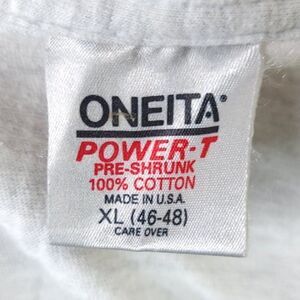 ONEITA®
POWER-T
PRE-SHRUNK
100% COTTON
MADE IN U.S.A.
XL (46-48)
CARE OVER